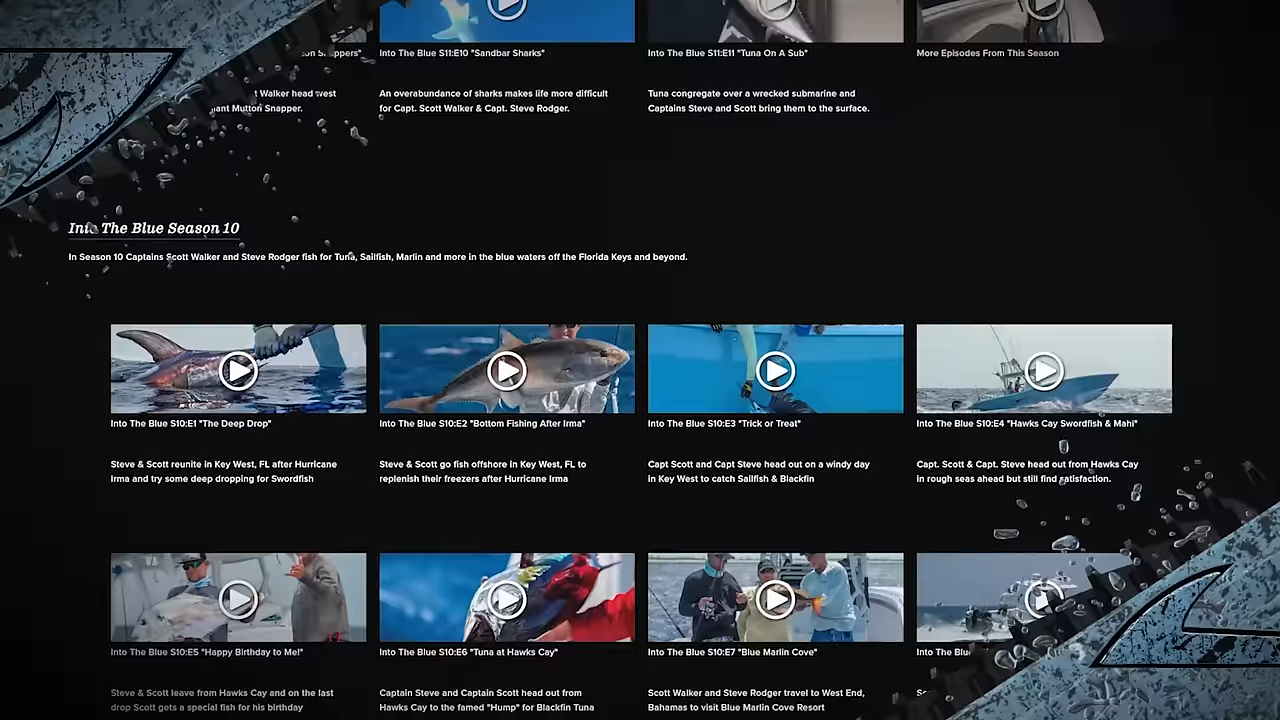 Into The Blue S11:E10 "Sandbar Sharks"
Into The Blue S11:E11 "Tuna On A Sub"
More Episodes From This Season
Walker head west
Mutton Snapper.
An overabundance of sharks makes life more difficult
for Capt. Scott Walker & Capt. Steve Rodger.
Tuna congregate over a wrecked submarine and
Captains Steve and Scott bring them to the surface.
Into The Blue Season 10
In Season 10 Captains Scott Walker and Steve Rodger fish for Tuna, Sailfish, Marlin and more in the blue waters off the Florida Keys and beyond.
Into The Blue S10:E1 "The Deep Drop"
Into The Blue S10:E2 "Bottom Fishing After Irma"
Into The Blue S10:E3 "Trick or Treat"
Into The Blue S10:E4 "Hawks Cay Swordfish & Mahi"
Steve & Scott reunite in Key West, FL after Hurricane
Irma and try some deep dropping for Swordfish
Steve & Scott go fish offshore in Key West, FL to
replenish their freezers after Hurricane Irma
Capt Scott and Capt Steve head out on a windy day
in Key West to catch Sailfish & Blackfin
Capt. Scott & Capt. Steve head out from Hawks Cay
in rough seas ahead but still find satisfaction.
Into The Blue S10:E5 "Happy Birthday to Me!"
Into The Blue S10:E6 "Tuna at Hawks Cay"
Into The Blue S10:E7 "Blue Marlin Cove"
Into The
Steve & Scott leave from Hawks Cay and on the last
drop Scott gets a special fish for his birthday
Captain Steve and Captain Scott head out from
Hawks Cay to the famed "Hump" for Blackfin Tuna
Scott Walker and Steve Rodger travel to West End,
Bahamas to visit Blue Marlin Cove Resort